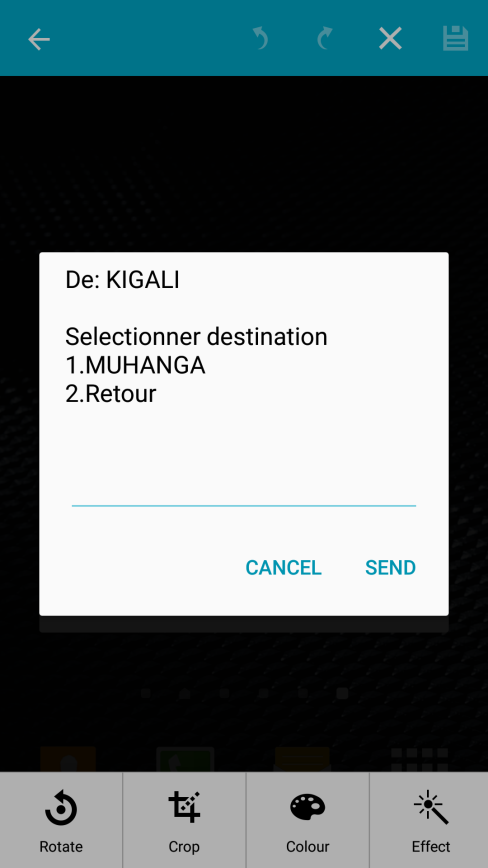 De: KIGALI
Selectionner destination
1.MUHANGA
2.Retour
CANCEL SEND
Rotate Crop Colour Effect